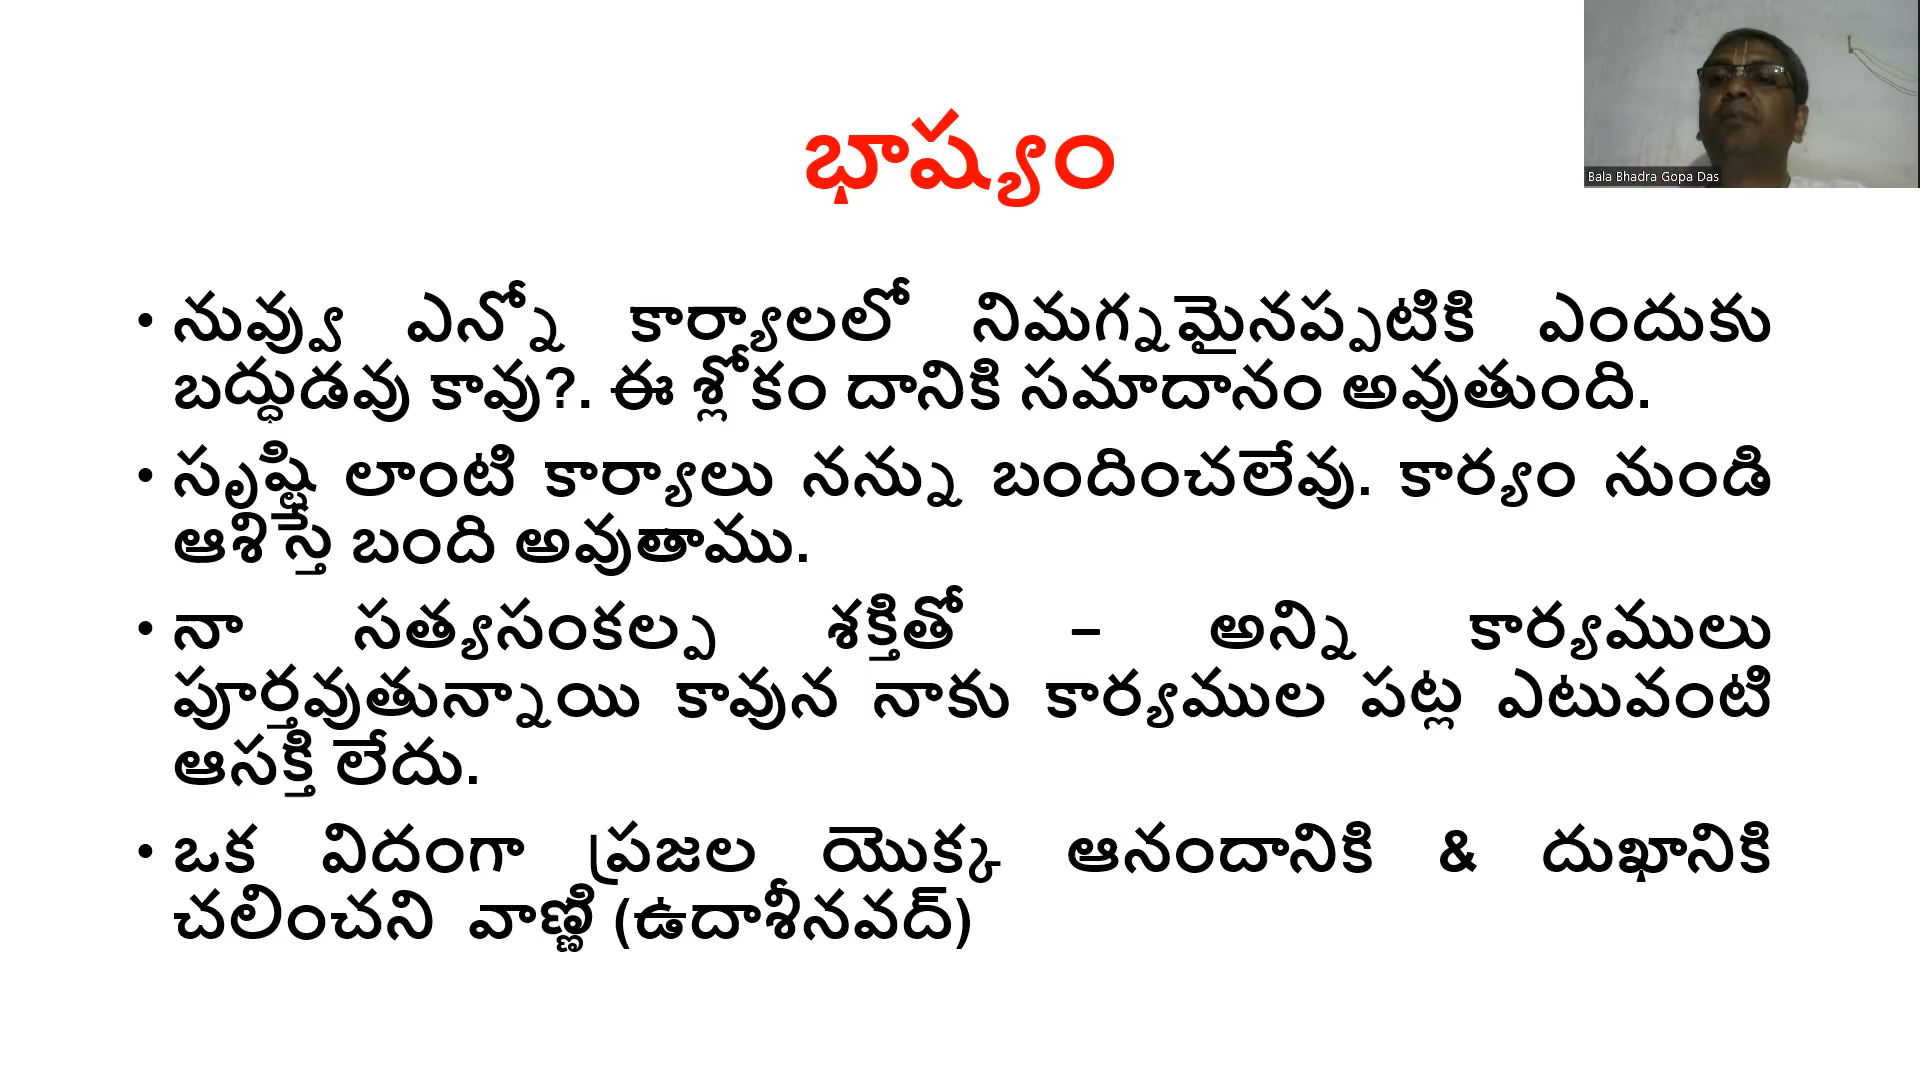 భాష్యం
Bala Bhadra Gopa Das
• నువ్వు ఎన్నో కార్యాలలో నిమగ్నమైనప్పటికి ఎందుకు
బద్ధుడవు కావు?. ఈ శ్లోకం దానికి సమాదానం అవుతుంది.
• సృష్టి లాంటి కార్యాలు నన్ను బందించలేవు. కార్యం నుండి
ఆశిస్తే బంది అవుతాము.
• నా సత్యసంకల్ప శక్తితో – అన్ని కార్యములు
పూర్తవుతున్నాయి కావున నాకు కార్యముల పట్ల ఎటువంటి
ఆసక్తి లేదు.
• ఒక విదంగా ప్రజల యొక్క ఆనందానికి & దుఖానికి
చలించని వాణ్ణి (ఉదాశీనవద్)